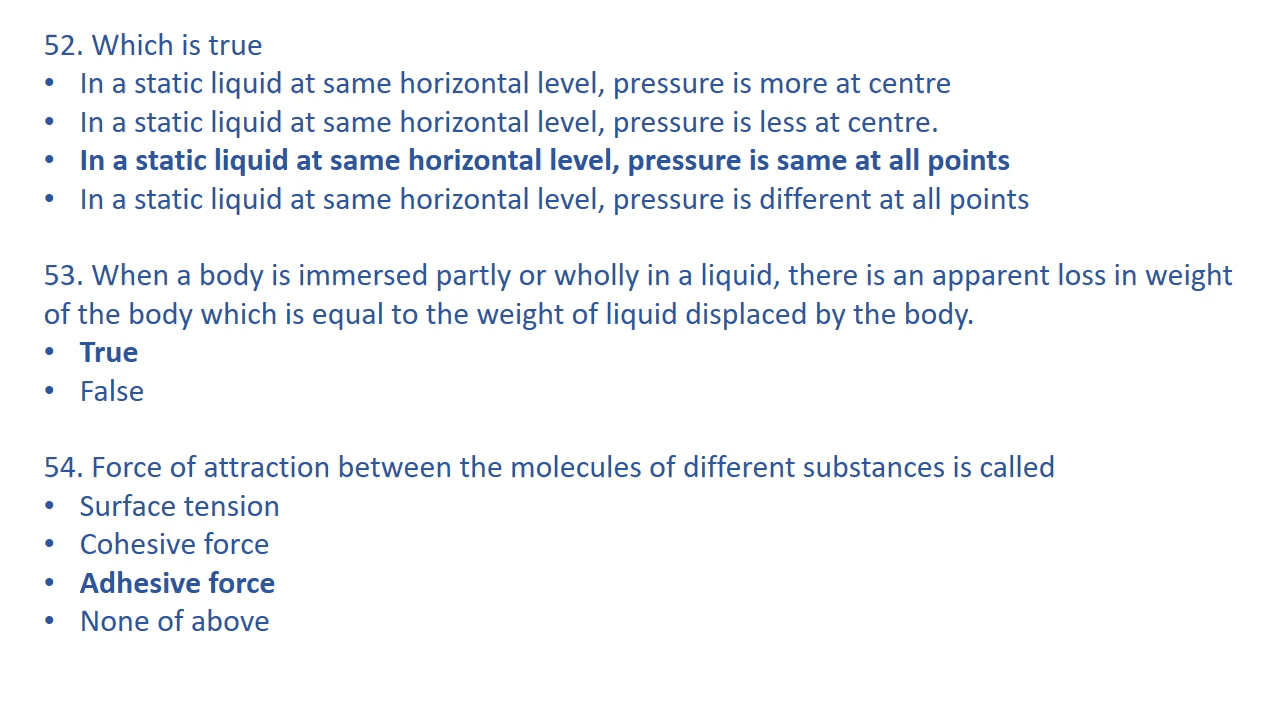 52. Which is true
• In a static liquid at same horizontal level, pressure is more at centre
• In a static liquid at same horizontal level, pressure is less at centre.
• In a static liquid at same horizontal level, pressure is same at all points
• In a static liquid at same horizontal level, pressure is different at all points
53. When a body is immersed partly or wholly in a liquid, there is an apparent loss in weight
of the body which is equal to the weight of liquid displaced by the body.
• True
• False
54. Force of attraction between the molecules of different substances is called
• Surface tension
• Cohesive force
• Adhesive force
• None of above